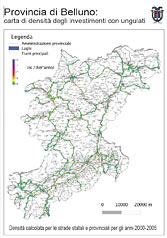 Provincia di Belluno:
carta di densità degli investimenti con ungulati
Legenda
Amministrazione provinciale
Laghi
Fiumi principali
0 10000 20000 m
Densità calcolata per le strade statali e provinciali per gli anni 2000-2005